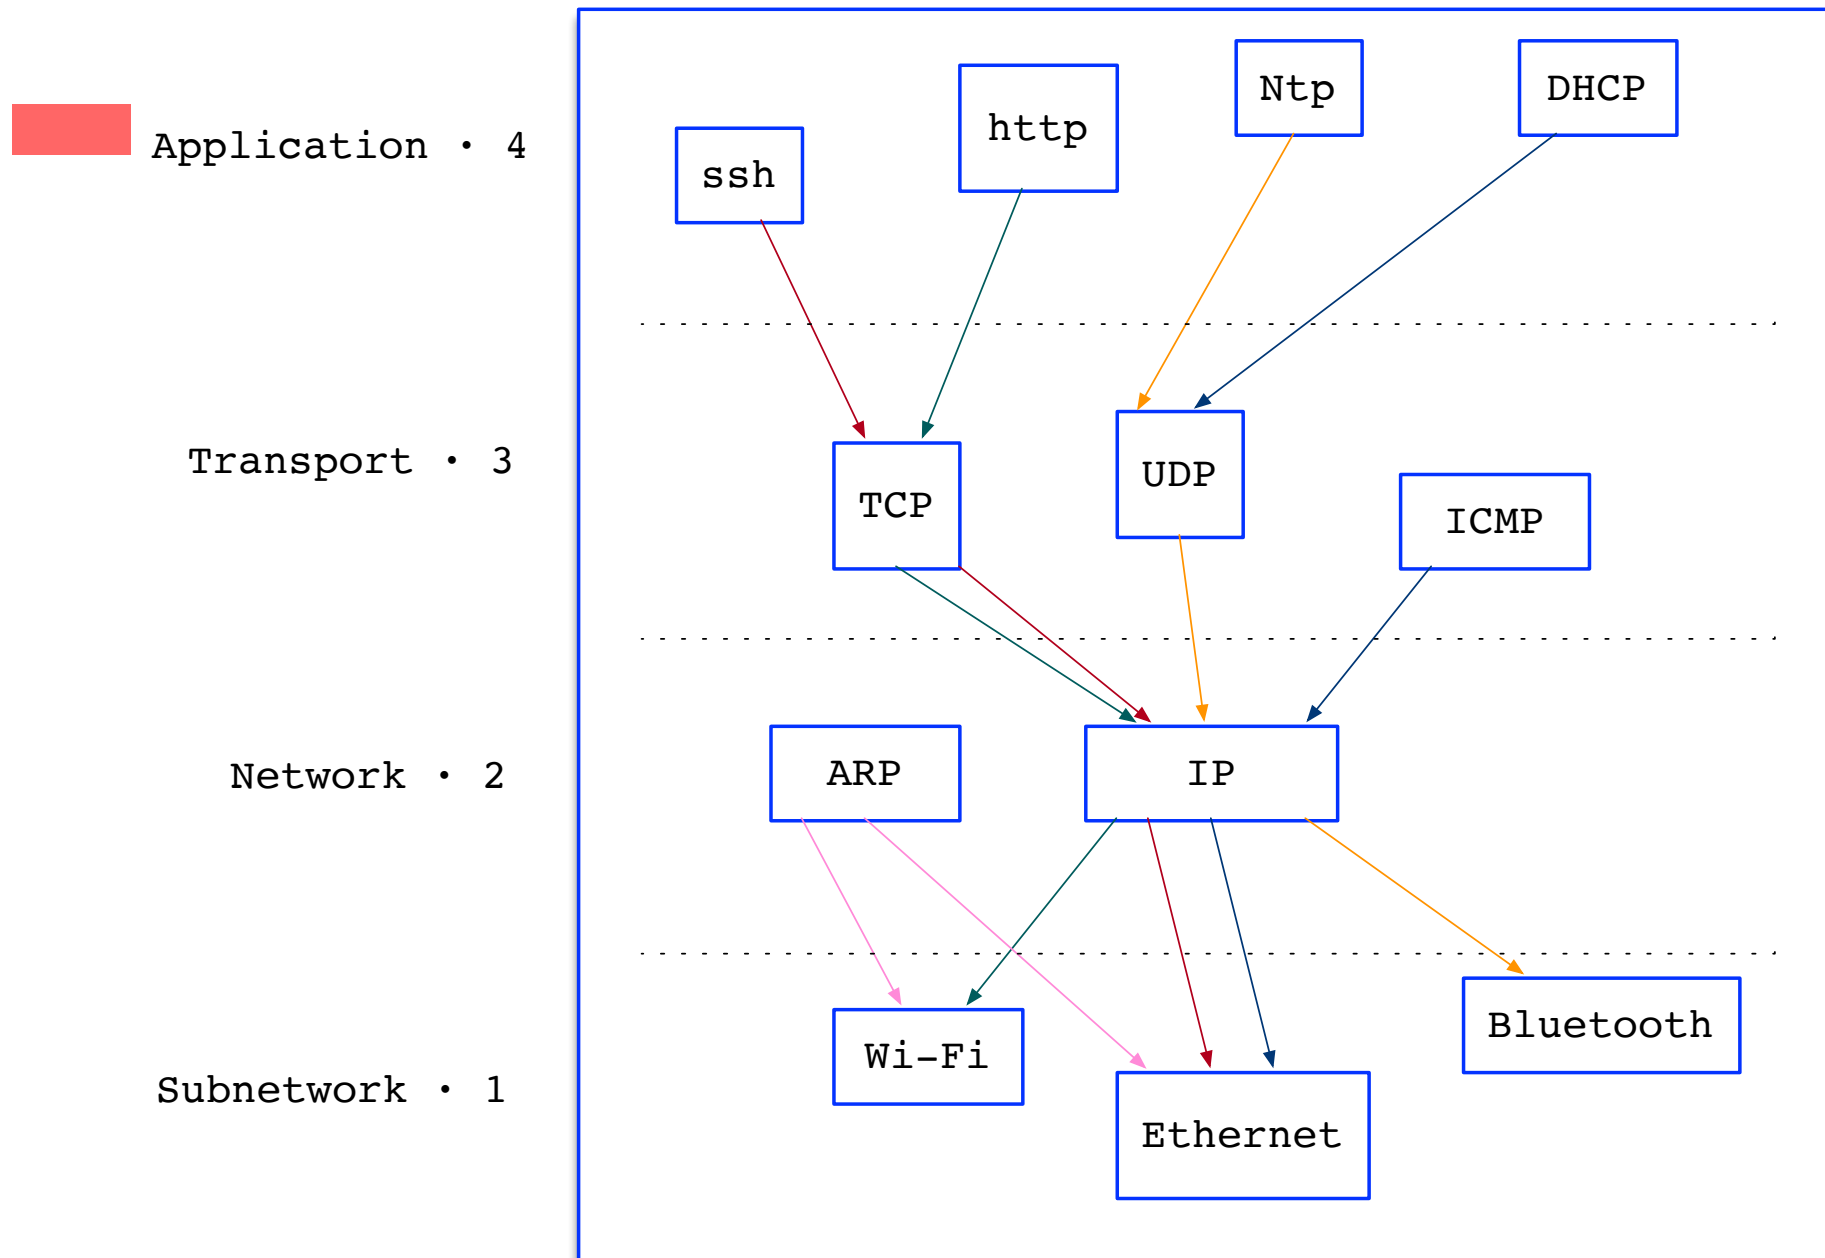 Application · 4
ssh
http
Ntp
DHCP
Transport · 3
TCP
UDP
ICMP
Network · 2
ARP
IP
Subnetwork · 1
Wi-Fi
Ethernet
Bluetooth